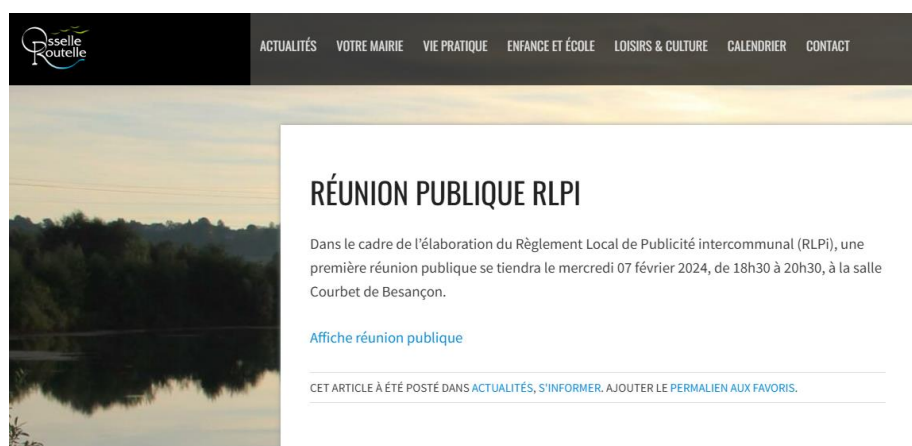 Osselle
Routelle
ACTUALITÉS VOTRE MAIRIE VIE PRATIQUE ENFANCE ET ÉCOLE LOISIRS & CULTURE CALENDRIER CONTACT
RÉUNION PUBLIQUE RLPI
Dans le cadre de l’élaboration du Règlement Local de Publicité intercommunal (RLPi), une
première réunion publique se tiendra le mercredi 07 février 2024, de 18h30 à 20h30, à la salle
Courbet de Besançon.
Affiche réunion publique
CET ARTICLE À ÉTÉ POSTÉ DANS ACTUALITÉS, S'INFORMER. AJOUTER LE PERMALIEN AUX FAVORIS.